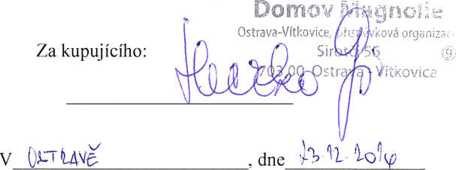 Domov Magnolie
Ostrava-Vítkovice, příspěvková organizace
Za kupujícího:
Sirotčí 56
703 00 Ostrava - Vítkovice
V OSTRAVĚ, dne 13.12.2016